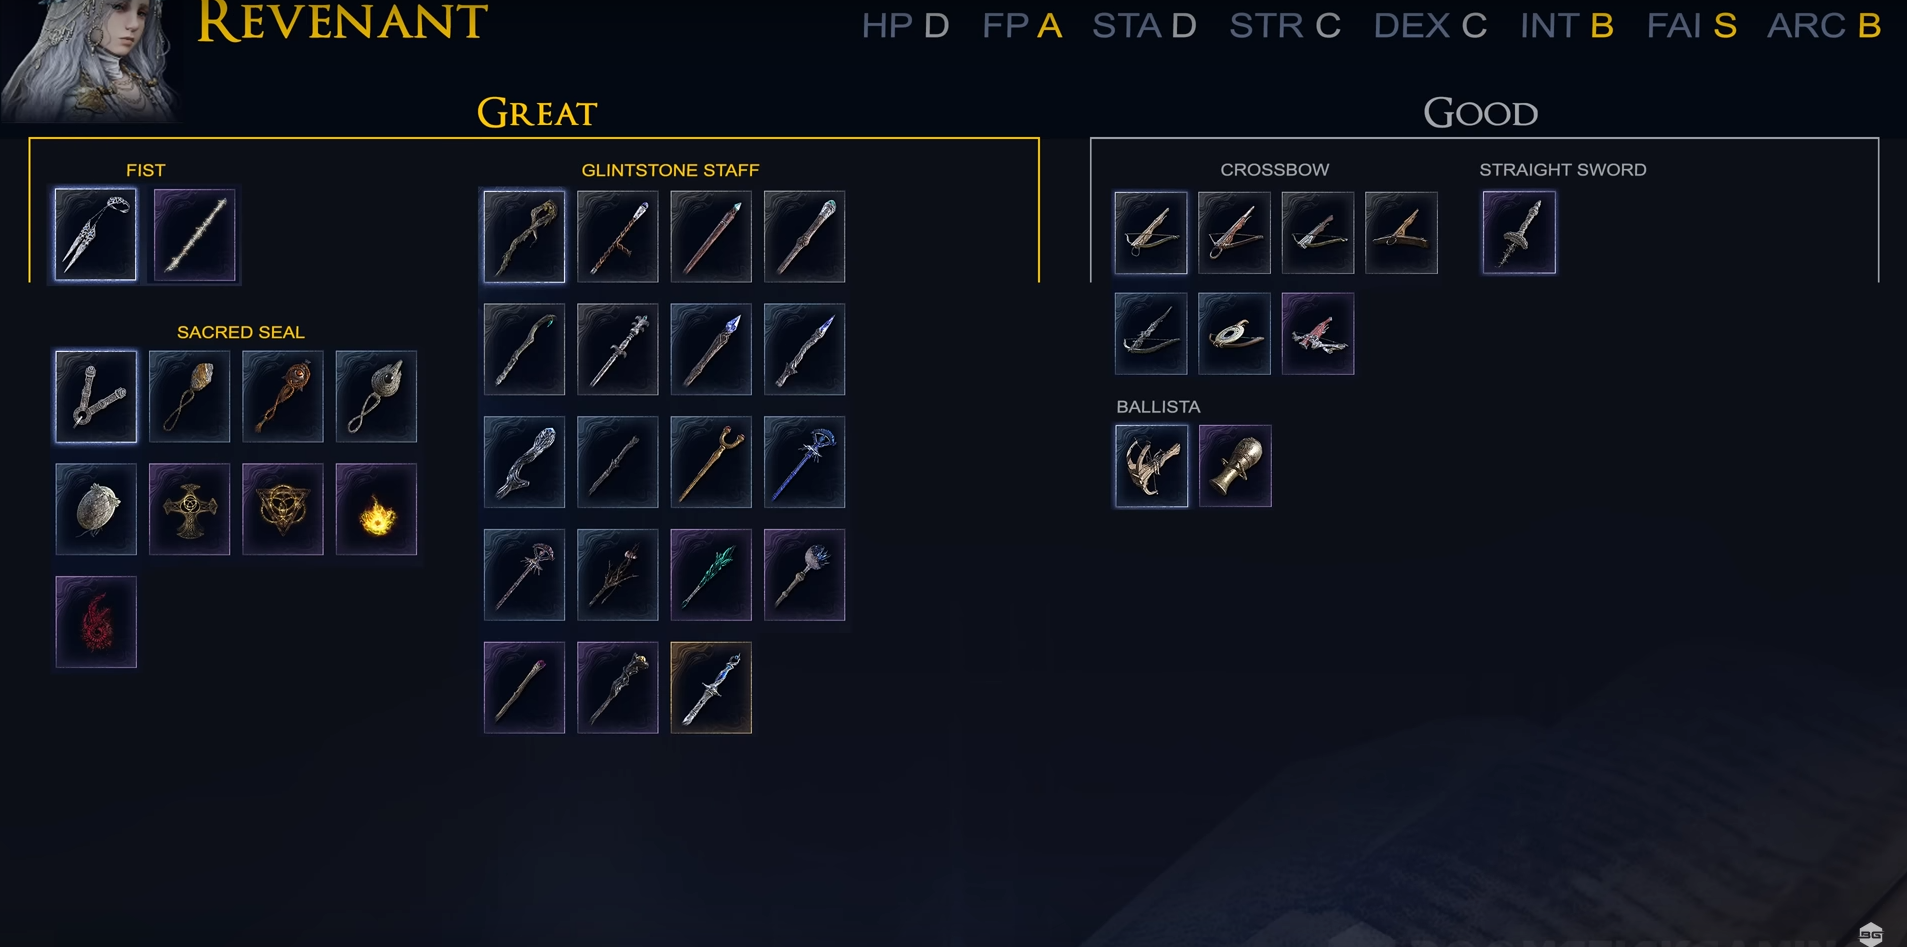 REVENANT
HP D FP A STA D STR C DEX C INT B FAI S ARC B
GREAT
GOOD
FIST
GLINTSTONE STAFF
CROSSBOW
STRAIGHT SWORD
SACRED SEAL
BALLISTA
BG